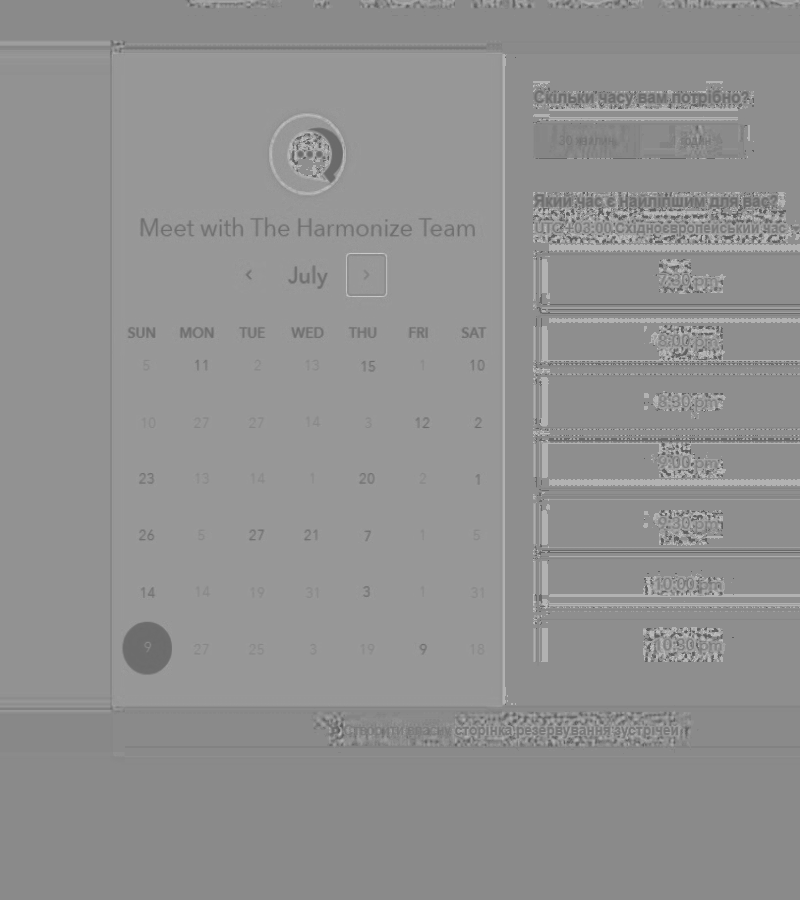 Meet with The Harmonize Team
July
SUN MON TUE WED THU FRI SAT
5 11 2 13 15 1 10
10 27 27 14 3 12 2
23 13 14 1 20 2 1
26 5 27 21 7 1 5
14 14 19 31 3 1 31
9 27 25 3 19 9 18
Скільки часу вам потрібно?
30 хвилин
Який час є Найліпшим для вас?
UTC+03:00 Східноєвропейський час
7:30 pm
8:00 pm
8:30 pm
9:00 pm
9:30 pm
10:00 pm
10:30 pm
Створити власну сторінка резервування зустрічей